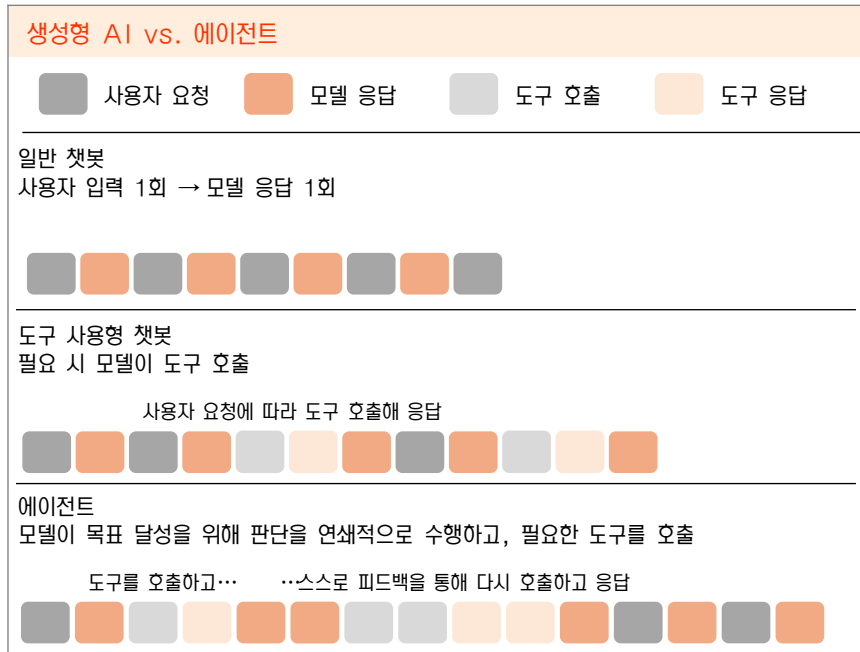 생성형 AI vs. 에이전트
사용자 요청 모델 응답 도구 호출 도구 응답
일반 챗봇
사용자 입력 1회 → 모델 응답 1회
도구 사용형 챗봇
필요 시 모델이 도구 호출
사용자 요청에 따라 도구 호출해 응답
에이전트
모델이 목표 달성을 위해 판단을 연쇄적으로 수행하고, 필요한 도구를 호출
도구를 호출하고… …스스로 피드백을 통해 다시 호출하고 응답